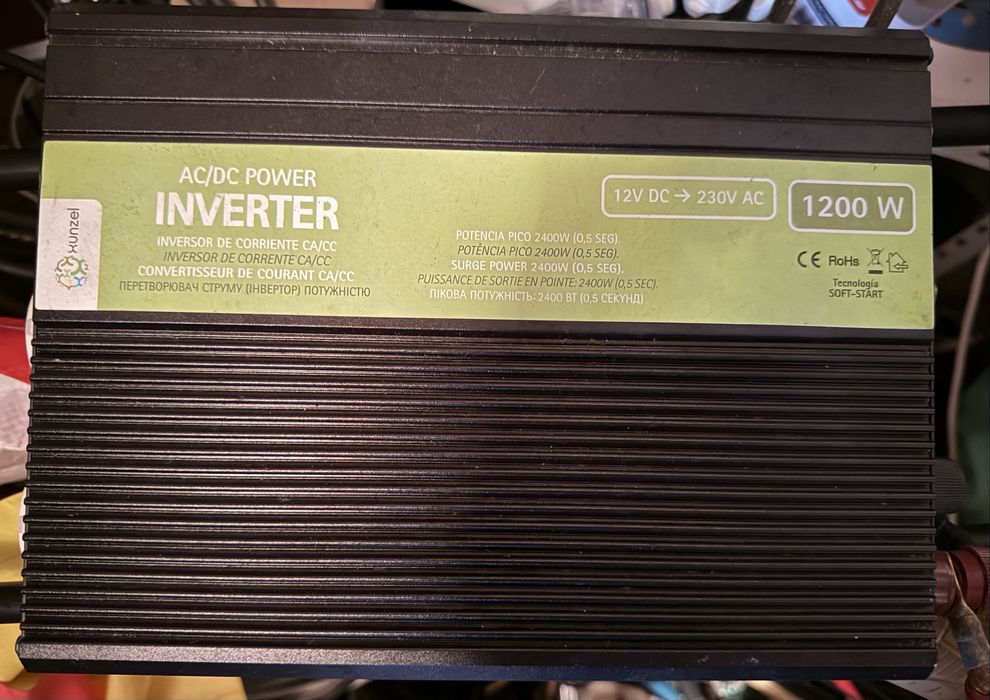 xunzel
AC/DC POWER
INVERTER
INVERSOR DE CORRIENTE CA/CC
INVERSOR DE CORRENTE CA/CC
CONVERTISSEUR DE COURANT CA/CC
ПЕРЕТВОРЮВАЧ СТРУМУ (ІНВЕРТОР) ПОТУЖНІСТЮ
POTENCIA PICO 2400W (0,5 SEG).
POTÊNCIA PICO 2400W (0,5 SEG).
SURGE POWER 2400W (0,5 SEG).
PUISSANCE DE SORTIE EN POINTE: 2400W (0,5 SEC).
ПІКОВА ПОТУЖНІСТЬ: 2400 ВТ (0,5 СЕКУНД)
12V DC → 230V AC
1200 W
CE RoHs
Tecnología
SOFT-START